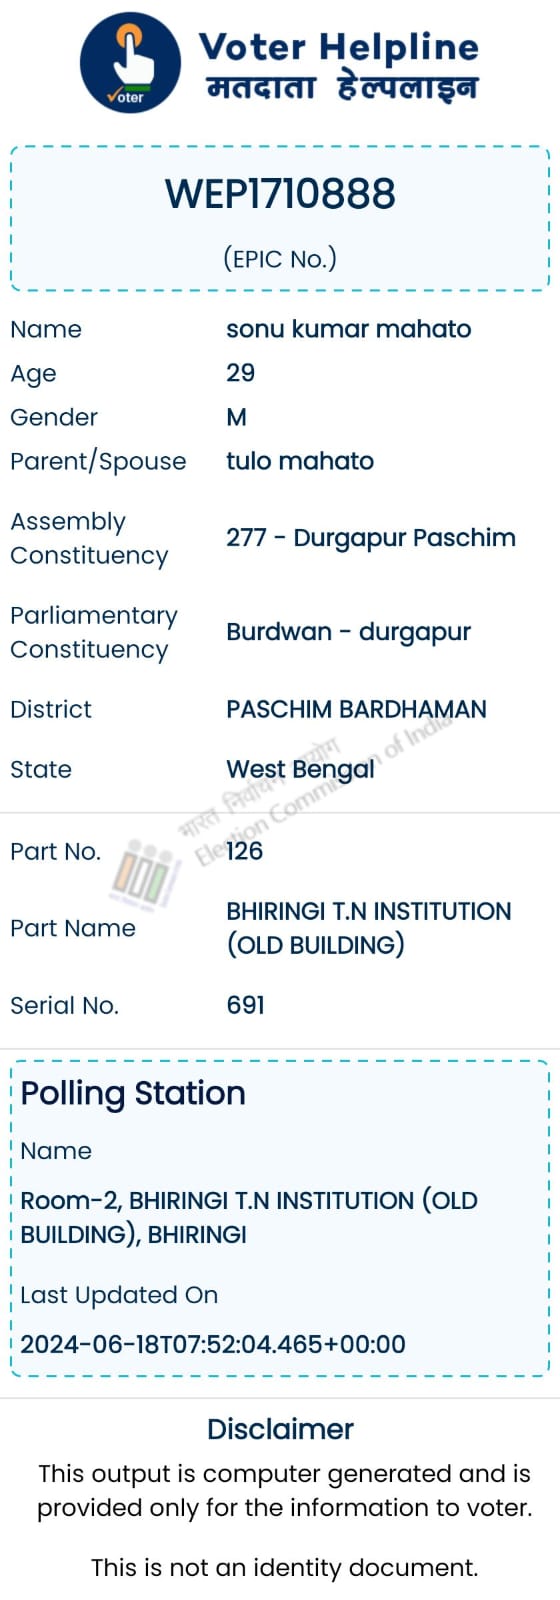 Voter Helpline
मतदाता हेल्पलाइन
Voter
WEP1710888
(EPIC No.)
Name sonu kumar mahato
Age 29
Gender M
Parent/Spouse tulo mahato
Assembly
Constituency 277 - Durgapur Paschim
Parliamentary
Constituency Burdwan - durgapur
District PASCHIM BARDHAMAN
State West Bengal
भारत निर्वाचन आयोग
Election Commission of India
Part No. 126
Part Name BHIRINGI T.N INSTITUTION
(OLD BUILDING)
Serial No. 691
Polling Station
Name
Room-2, BHIRINGI T.N INSTITUTION (OLD
BUILDING), BHIRINGI
Last Updated On
2024-06-18T07:52:04.465+00:00
Disclaimer
This output is computer generated and is
provided only for the information to voter.
This is not an identity document.